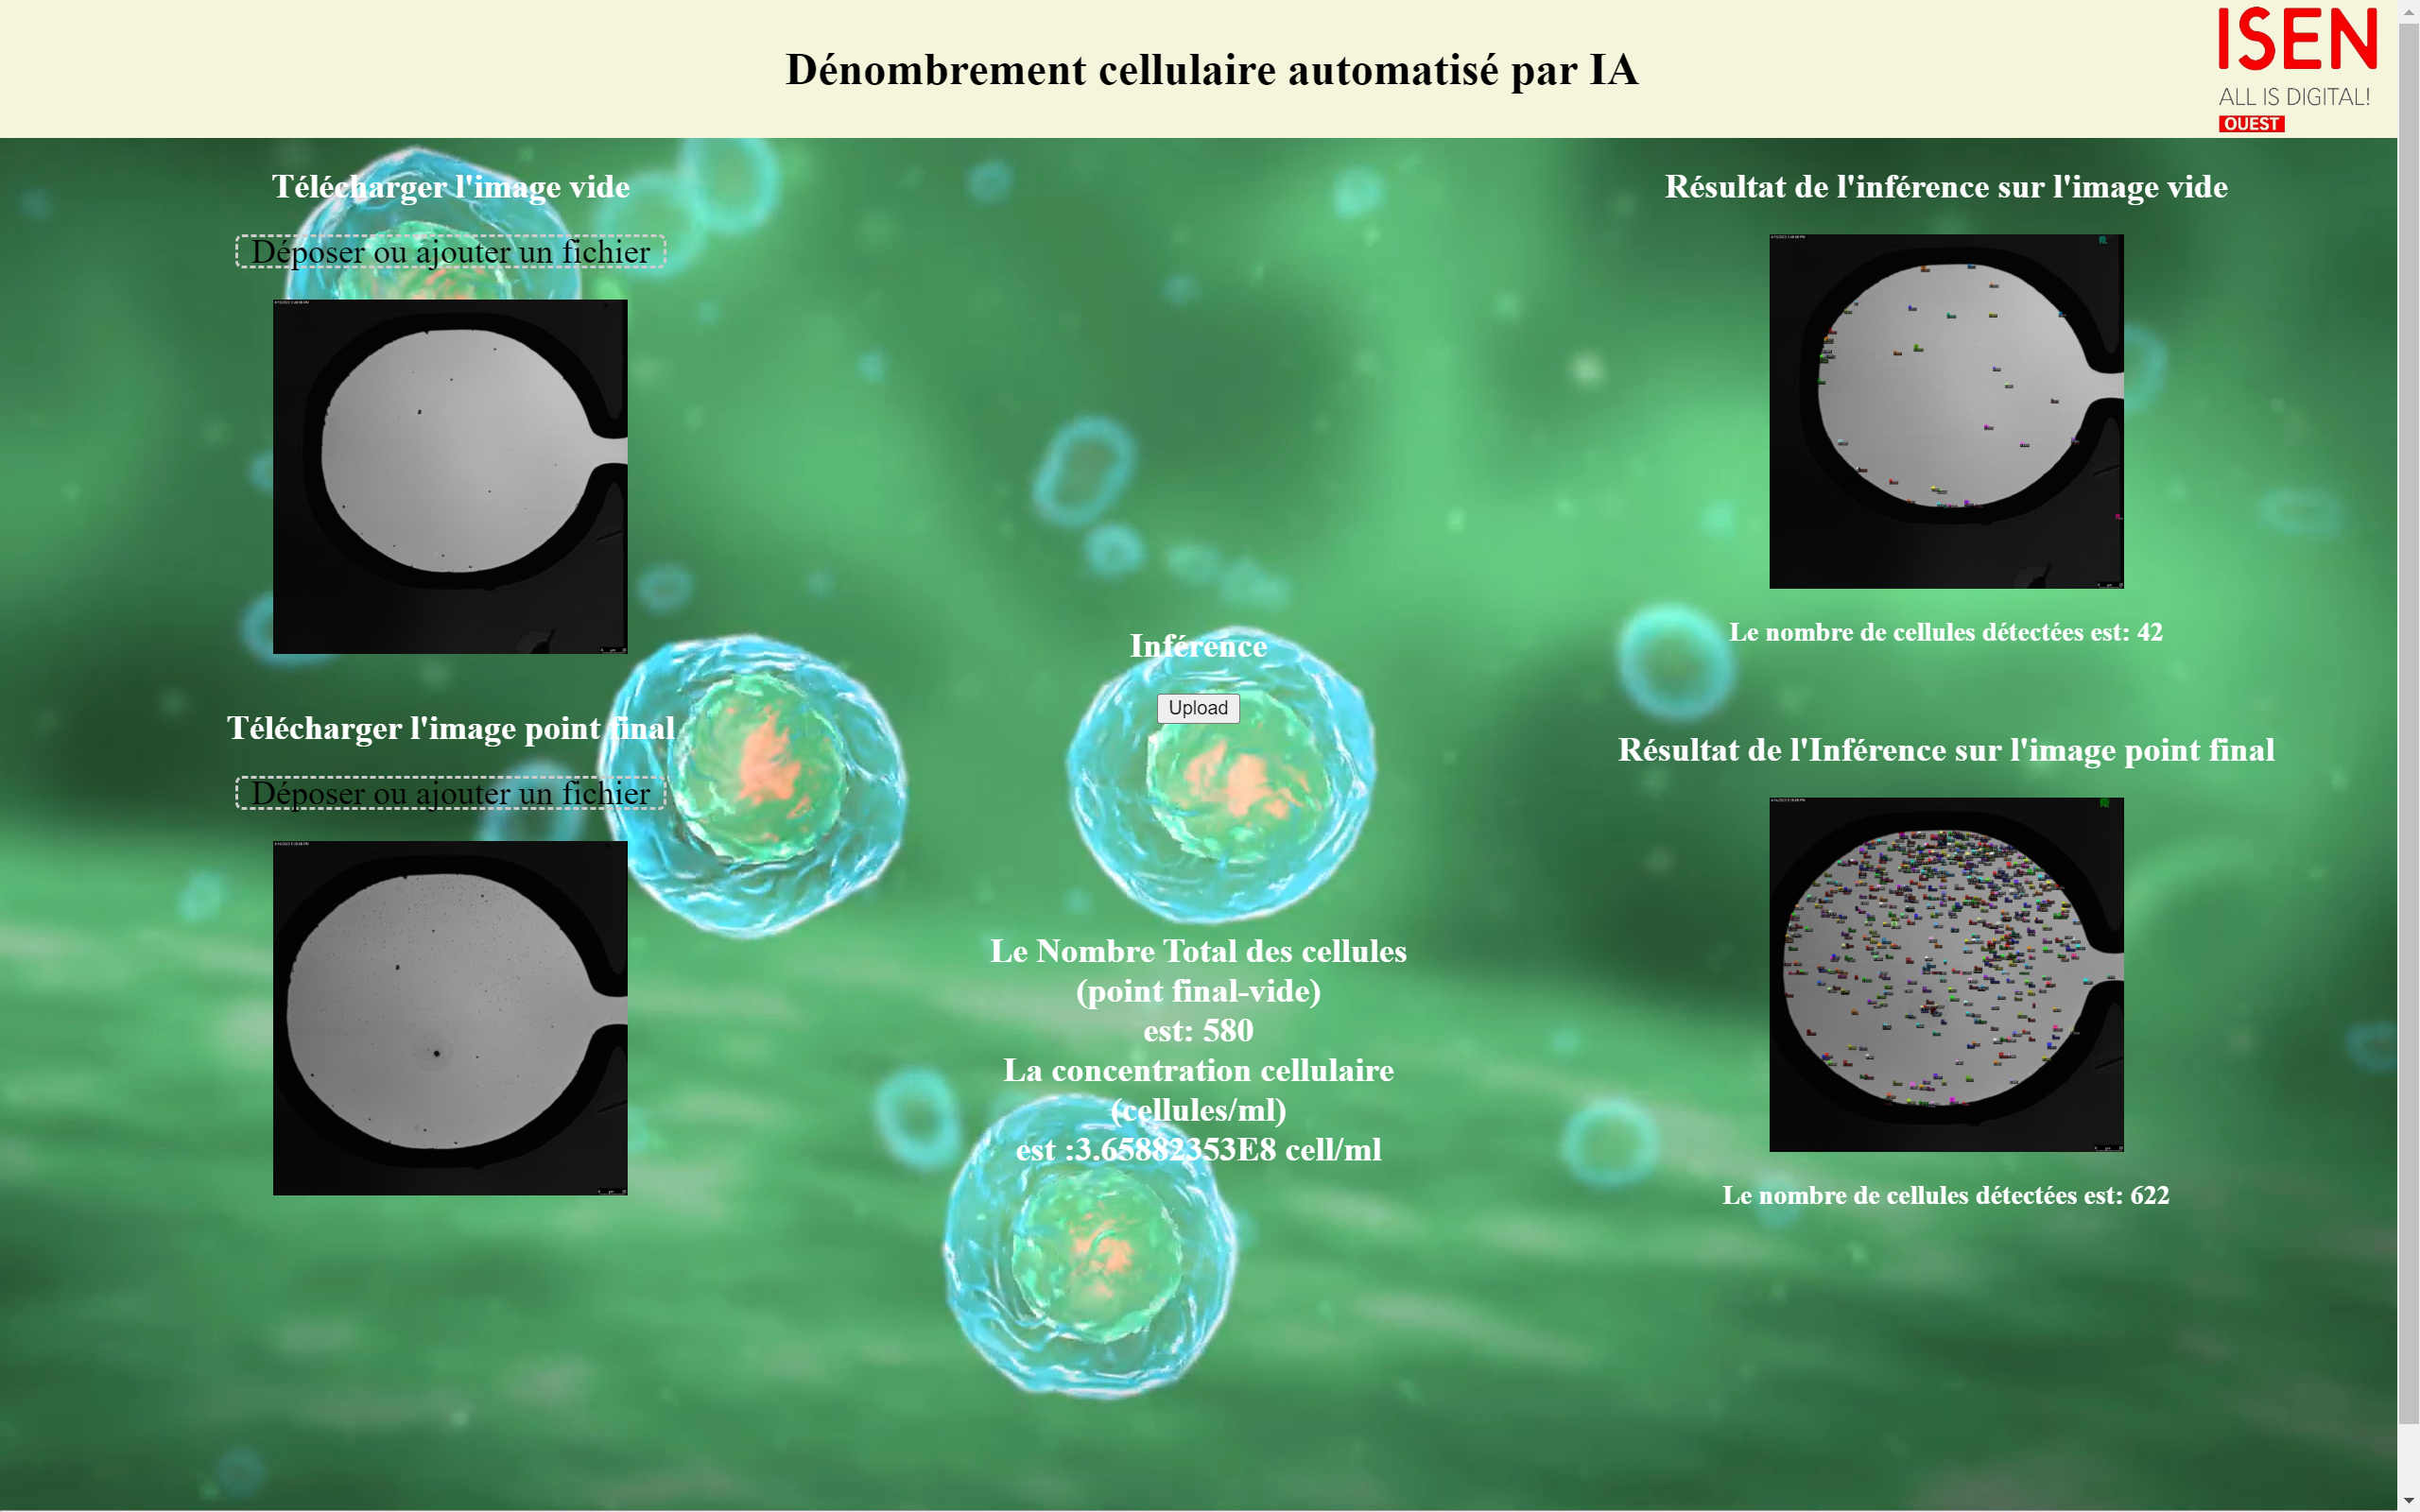 Dénombrement cellulaire automatisé par IA
ISEN
ALL IS DIGITAL!
OUEST
Télécharger l'image vide
Déposer ou ajouter un fichier
Télécharger l'image point final
Déposer ou ajouter un fichier
Inférence
Upload
Le Nombre Total des cellules
(point final-vide)
est: 580
La concentration cellulaire
(cellules/ml)
est :3.65882353E8 cell/ml
Résultat de l'inférence sur l'image vide
Le nombre de cellules détectées est: 42
Résultat de l'Inférence sur l'image point final
Le nombre de cellules détectées est: 622